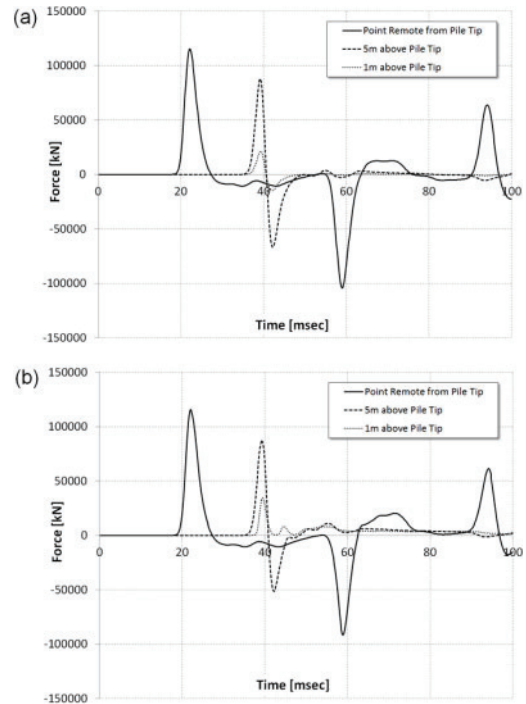 (a)
150000
Point Remote from Pile Tip
5m above Pile Tip
1m above Pile Tip
100000
50000
Force [kN]
0
0 20 40 60 80 100
-50000
-100000
Time [msec]
-150000
(b)
150000
Point Remote from Pile Tip
5m above Pile Tip
1m above Pile Tip
100000
50000
Force [kN]
0
0 20 40 60 80 100
-50000
-100000
Time [msec]
-150000